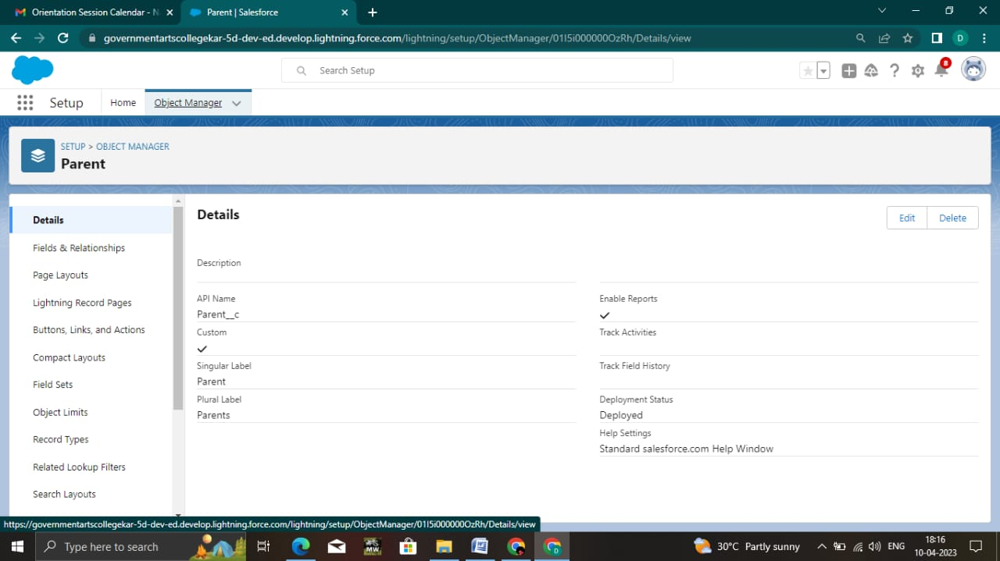 Orientation Session Calendar - N
Parent | Salesforce
governmentartscollegekar-5d-dev-ed.develop.lightning.force.com/lightning/setup/ObjectManager/01I5i000000OzRh/Details/view
D
Search Setup
8
Setup
Home
Object Manager
SETUP > OBJECT MANAGER
Parent
Details
Fields & Relationships
Page Layouts
Lightning Record Pages
Buttons, Links, and Actions
Compact Layouts
Field Sets
Object Limits
Record Types
Related Lookup Filters
Search Layouts
Details
Edit
Delete
Description
API Name
Parent__c
Custom
Singular Label
Parent
Plural Label
Parents
Enable Reports
Track Activities
Track Field History
Deployment Status
Deployed
Help Settings
Standard salesforce.com Help Window
https://governmentartscollegekar-5d-dev-ed.develop.lightning.force.com/lightning/setup/ObjectManager/01I5i000000OzRh/Details/view
Type here to search
30°C Partly sunny
ENG
18:16
10-04-2023